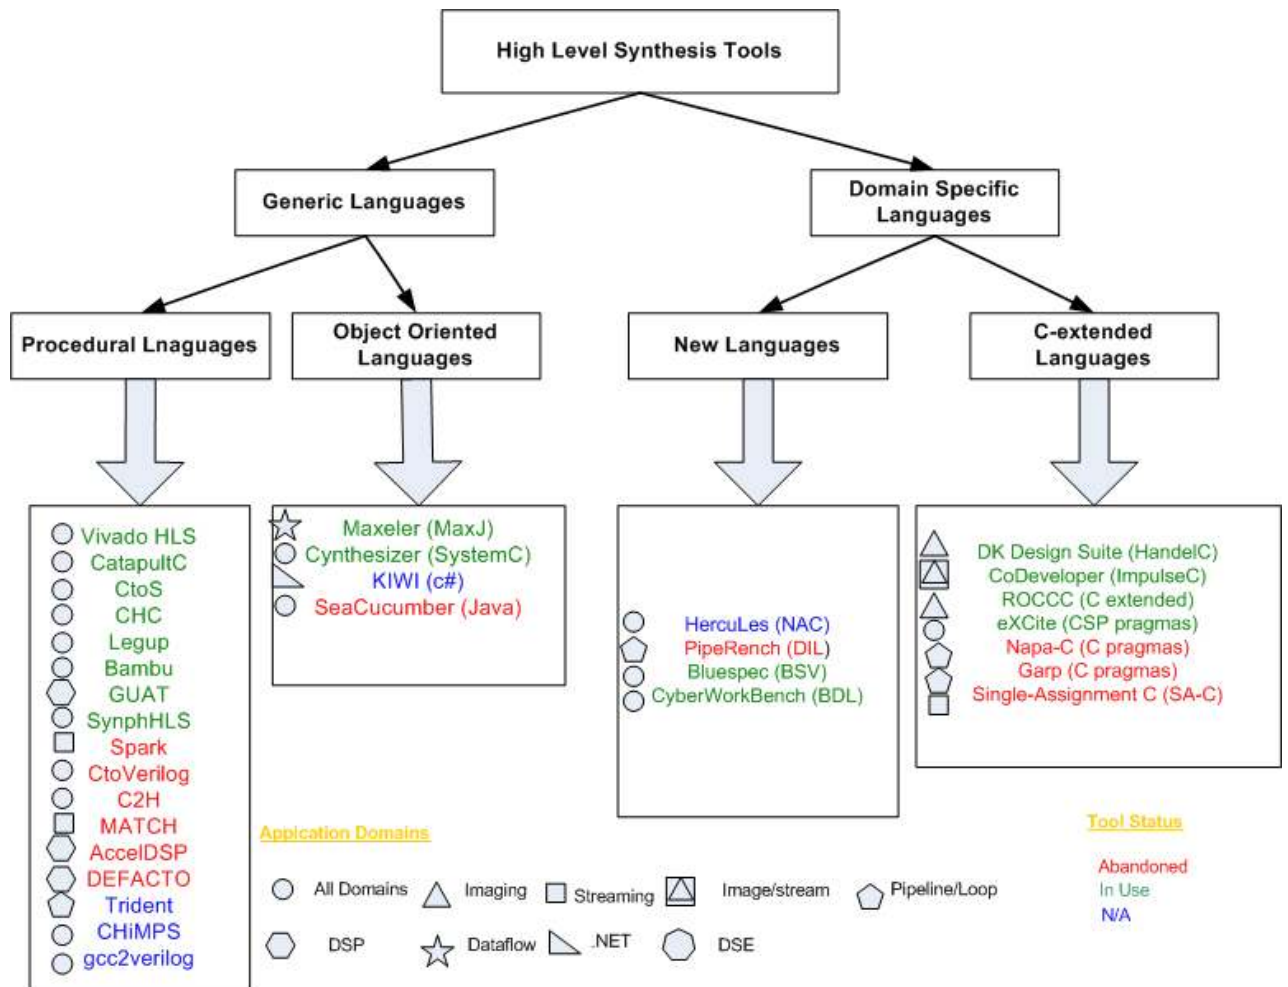 High Level Synthesis Tools
Generic Languages
Domain Specific
Languages
Procedural Lnaguages
Object Oriented
Languages
New Languages
C-extended
Languages
Vivado HLS
CatapultC
CtoS
CHC
Legup
Bambu
GUAT
SynphHLS
Spark
CtoVerilog
C2H
MATCH
AccelDSP
DEFACTO
Trident
CHiMPS
gcc2verilog
Maxeler (MaxJ)
Cynthesizer (SystemC)
KIWI (c#)
SeaCucumber (Java)
HercuLes (NAC)
PipeRench (DIL)
Bluespec (BSV)
CyberWorkBench (BDL)
DK Design Suite (HandelC)
CoDeveloper (ImpulseC)
ROCCC (C extended)
eXCite (CSP pragmas)
Napa-C (C pragmas)
Garp (C pragmas)
Single-Assignment C (SA-C)
Appication Domains
All Domains
Imaging
Streaming
Image/stream
Pipeline/Loop
DSP
Dataflow
.NET
DSE
Tool Status
Abandoned
In Use
N/A